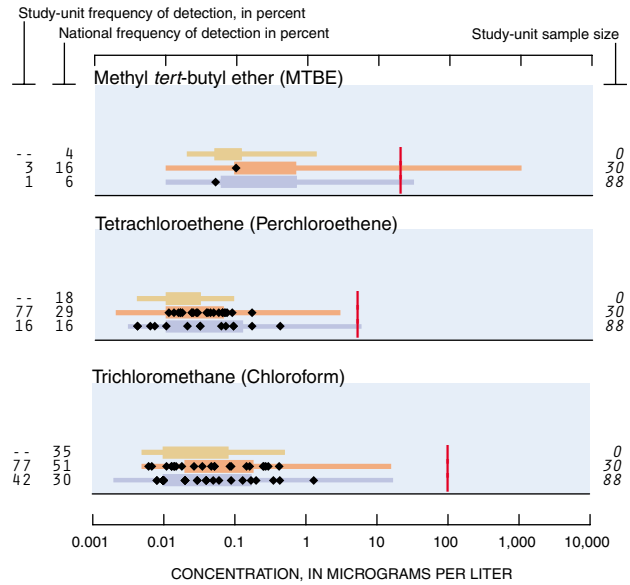 Study-unit frequency of detection, in percent
National frequency of detection in percent
Study-unit sample size
Methyl tert-butyl ether (MTBE)
-- 4 0
3 16 30
1 6 88
Tetrachloroethene (Perchloroethene)
-- 18 0
77 29 30
16 16 88
Trichloromethane (Chloroform)
-- 35 0
77 51 30
42 30 88
0.001 0.01 0.1 1 10 100 1,000 10,000
CONCENTRATION, IN MICROGRAMS PER LITER